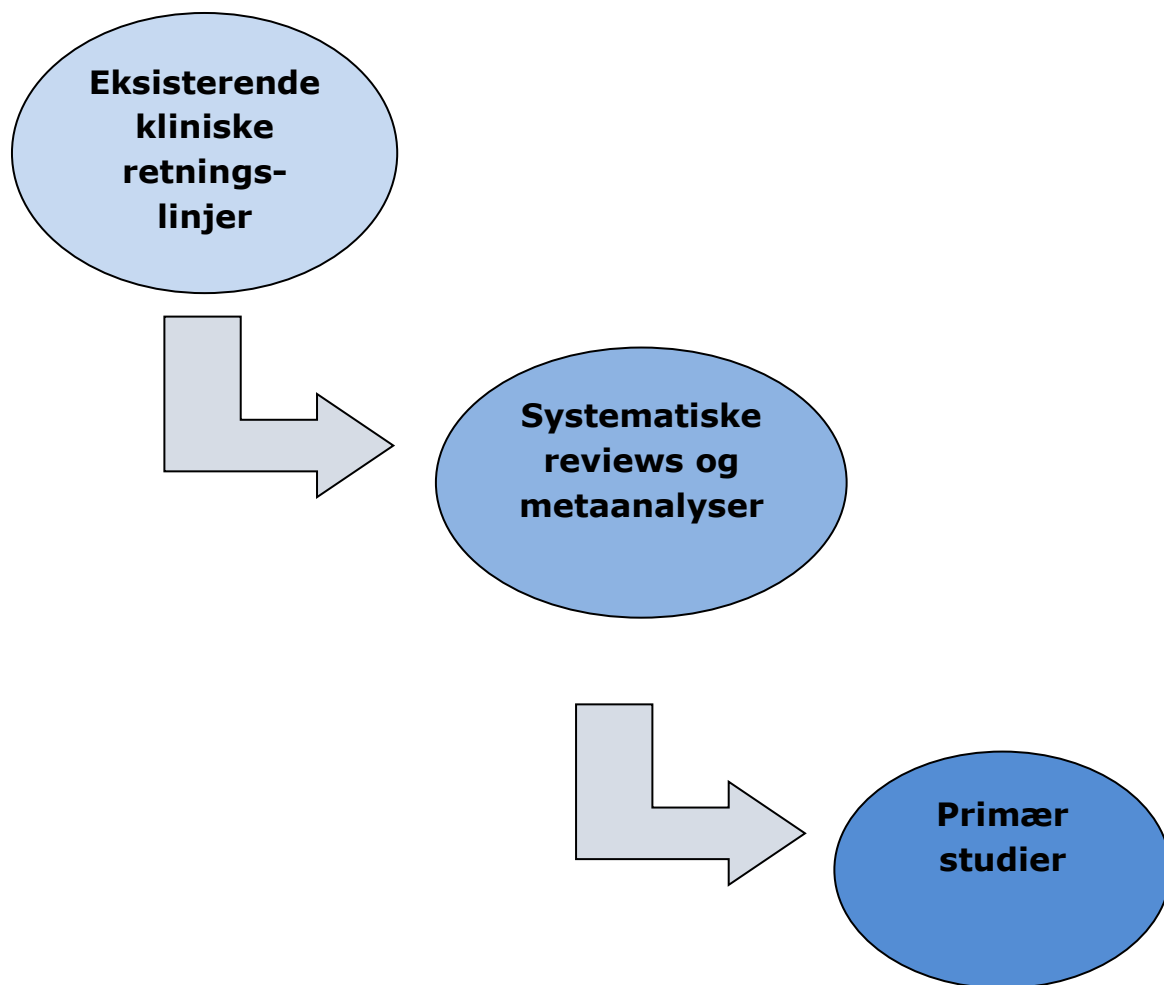 Eksisterende
kliniske
retnings-
linjer
Systematiske
reviews og
metaanalyser
Primær
studier